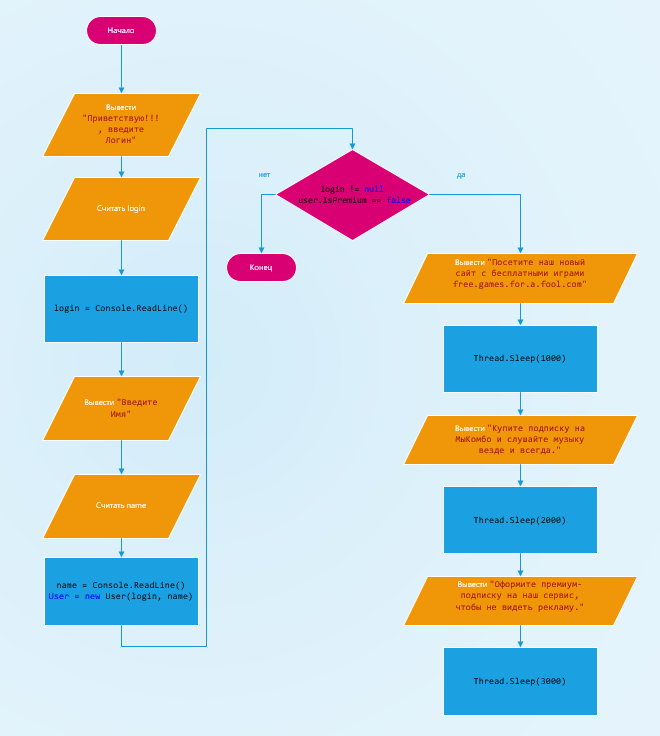 Начало
Вывести
"Приветствую!!!
, введите
Логин"
Считать login
login = Console.ReadLine()
Вывести "Введите
Имя"
Считать name
name = Console.ReadLine()
User = new User(login, name)
login != null
user.IsPremium == false
нет
да
Конец
Вывести "Посетите наш новый
сайт с бесплатными играми
free.games.for.a.fool.com"
Thread.Sleep(1000)
Вывести "Купите подписку на
МыКомбо и слушайте музыку
везде и всегда."
Thread.Sleep(2000)
Вывести "Оформите премиум-
подписку на наш сервис,
чтобы не видеть рекламу."
Thread.Sleep(3000)